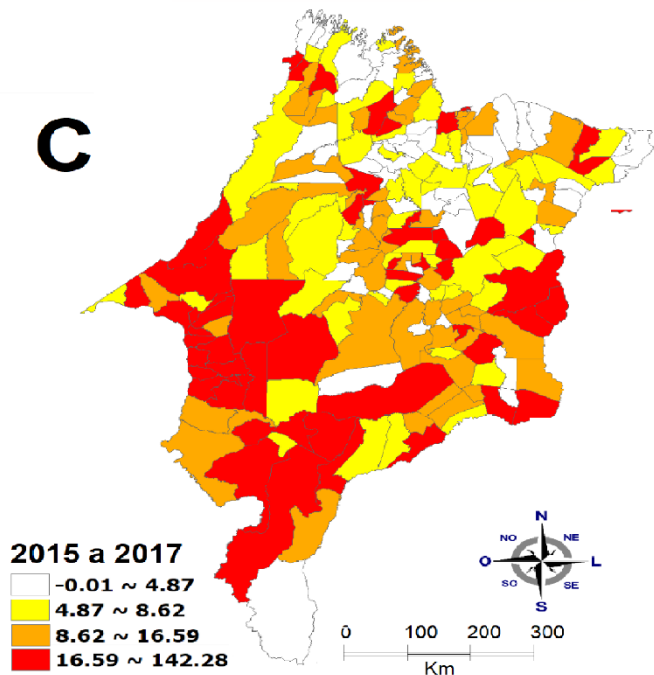 C
2015 a 2017
-0.01 ~ 4.87
4.87 ~ 8.62
8.62 ~ 16.59
16.59 ~ 142.28
N
NO NE
O L
SO SE
S
0 100 200 300
Km